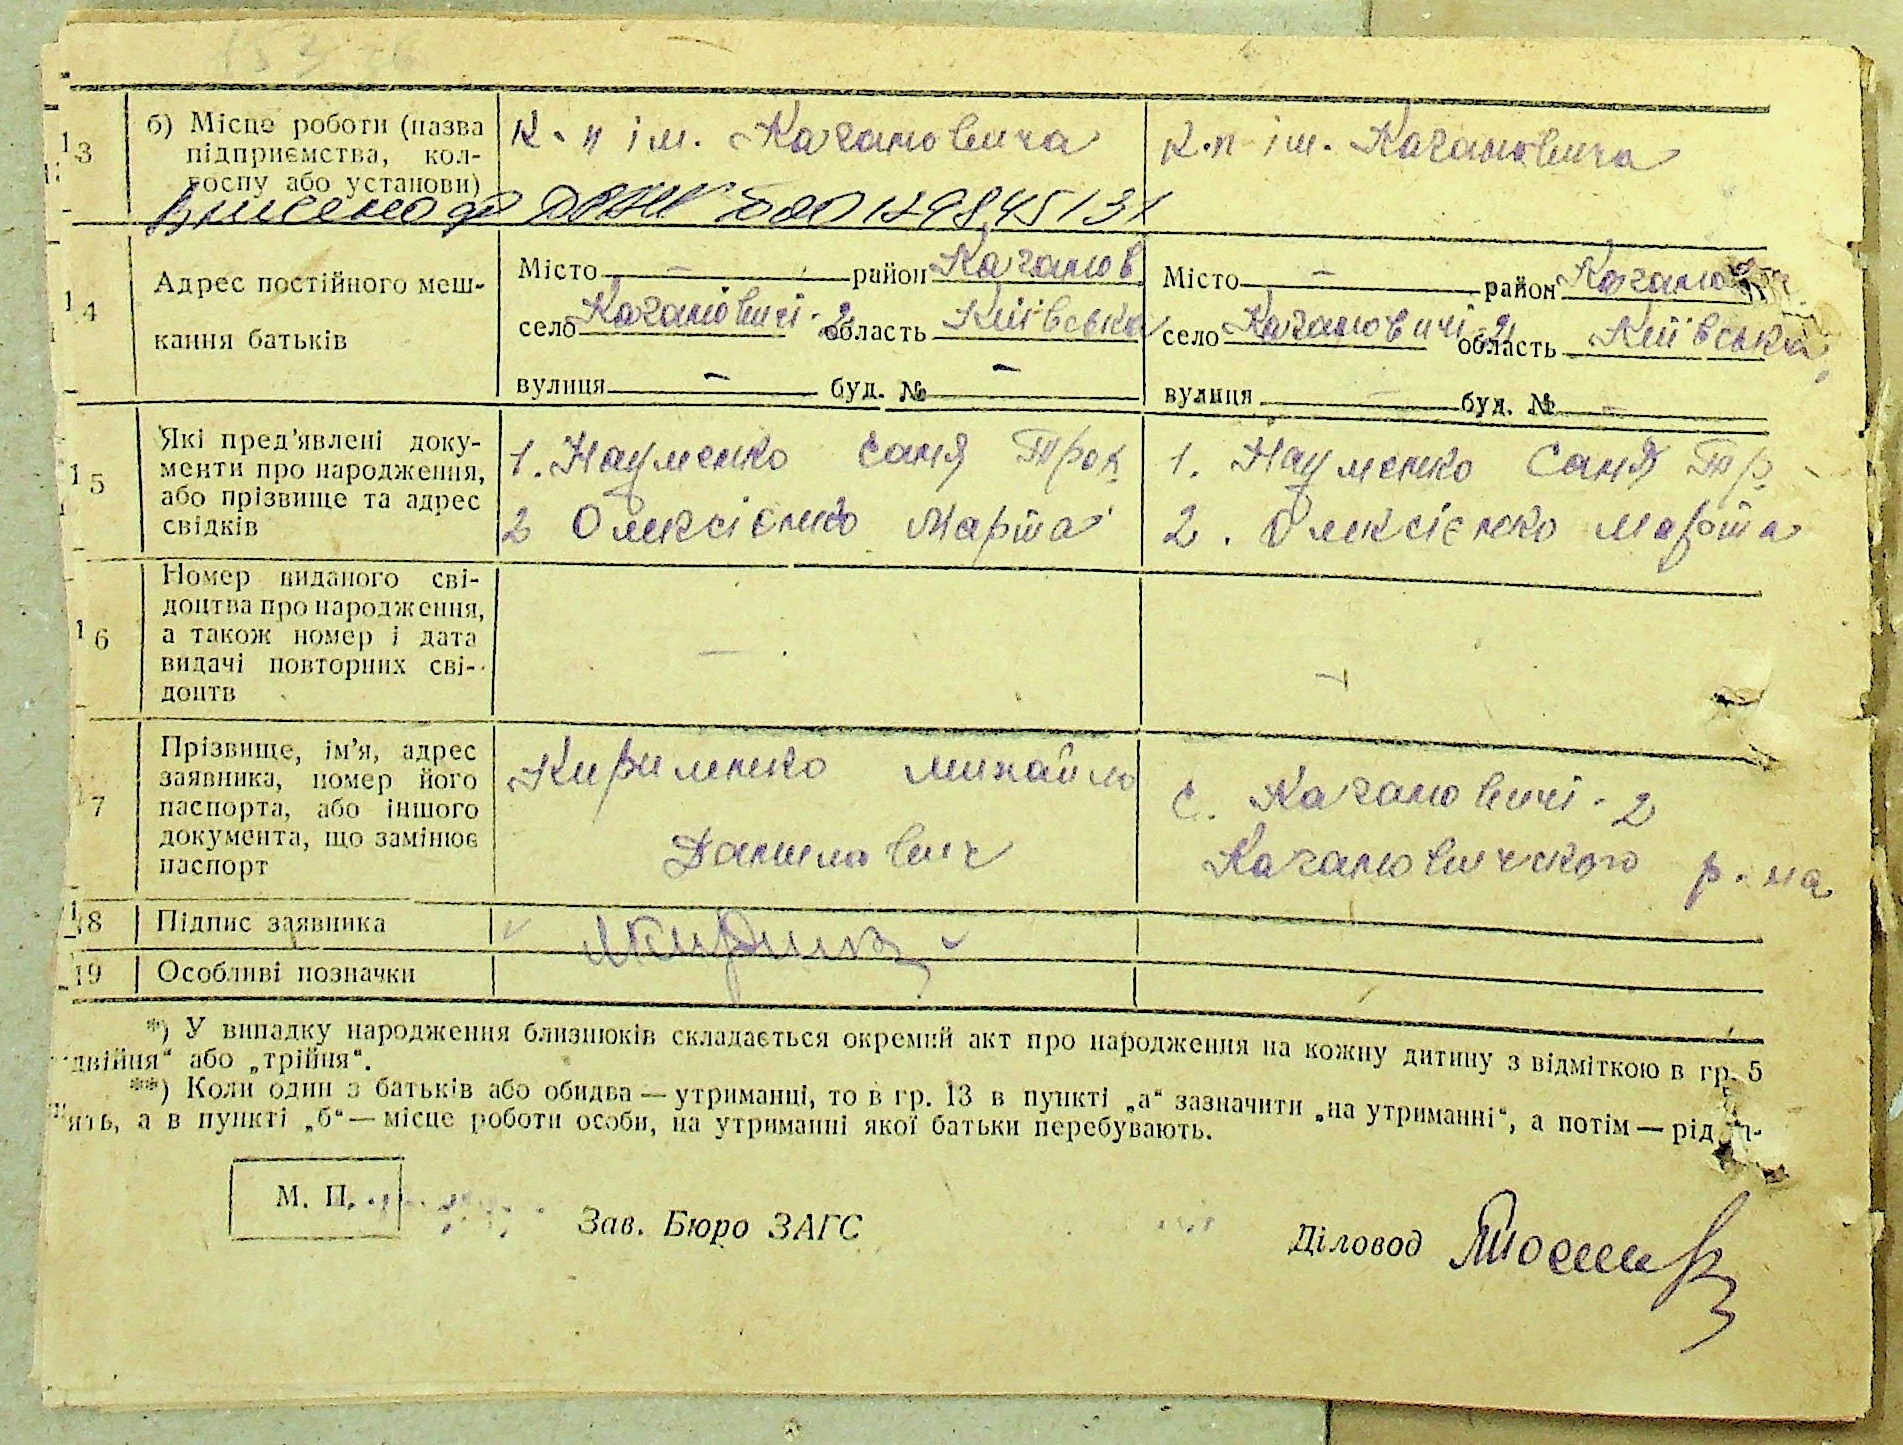 13 б) Місце роботи (назва підприємства, колгоспу або установи) К-п ім. Кагановича К-п ім. Кагановича
14 Адрес постійного мешкання батьків
Місто — район Каганов Місто — район Кагано
село Кагановичі-2 область Київська село Кагановичі-2 область Київська
вулиця — буд. № — вулиця — буд. № —
15 Які пред'явлені документи про народження, або прізвище та адрес свідків
1. Науменко Саня Трох 1. Науменко Саня Тр
2 Олексієнко Марта 2. Олексієнко Марта
16 Номер виданого свідоцтва про народження, а також номер і дата видачі повторних свідоцтв — —
17 Прізвище, ім'я, адрес заявника, номер його паспорта, або іншого документа, що замінює паспорт
Кириленко Михайло с. Кагановичі-2
Данилович Кагановичського р-на
18 Підпис заявника
19 Особливі позначки
*) У випадку народження близнюків складається окремий акт про народження на кожну дитину з відміткою в гр. 5
двійня“ або „трійня“.
**) Коли один з батьків або обидва — утриманці, то в гр. 13 в пункті „а“ зазначити „на утриманні“, а потім — рід
а в пункті „б“ — місце роботи особи, на утриманні якої батьки перебувають.
М. П. Зав. Бюро ЗАГС Діловод